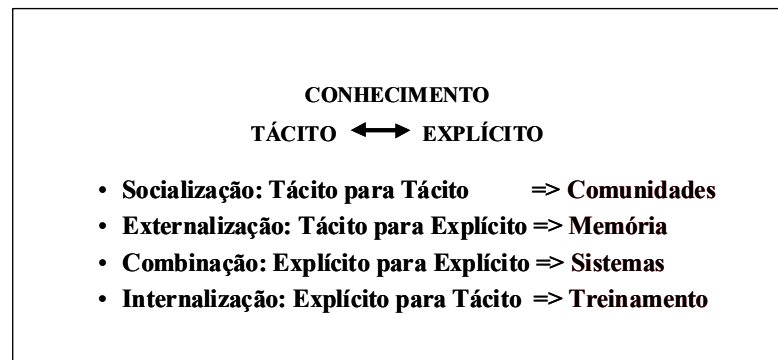 CONHECIMENTO
TÁCITO ↔ EXPLÍCITO
• Socialização: Tácito para Tácito => Comunidades
• Externalização: Tácito para Explícito => Memória
• Combinação: Explícito para Explícito => Sistemas
• Internalização: Explícito para Tácito => Treinamento